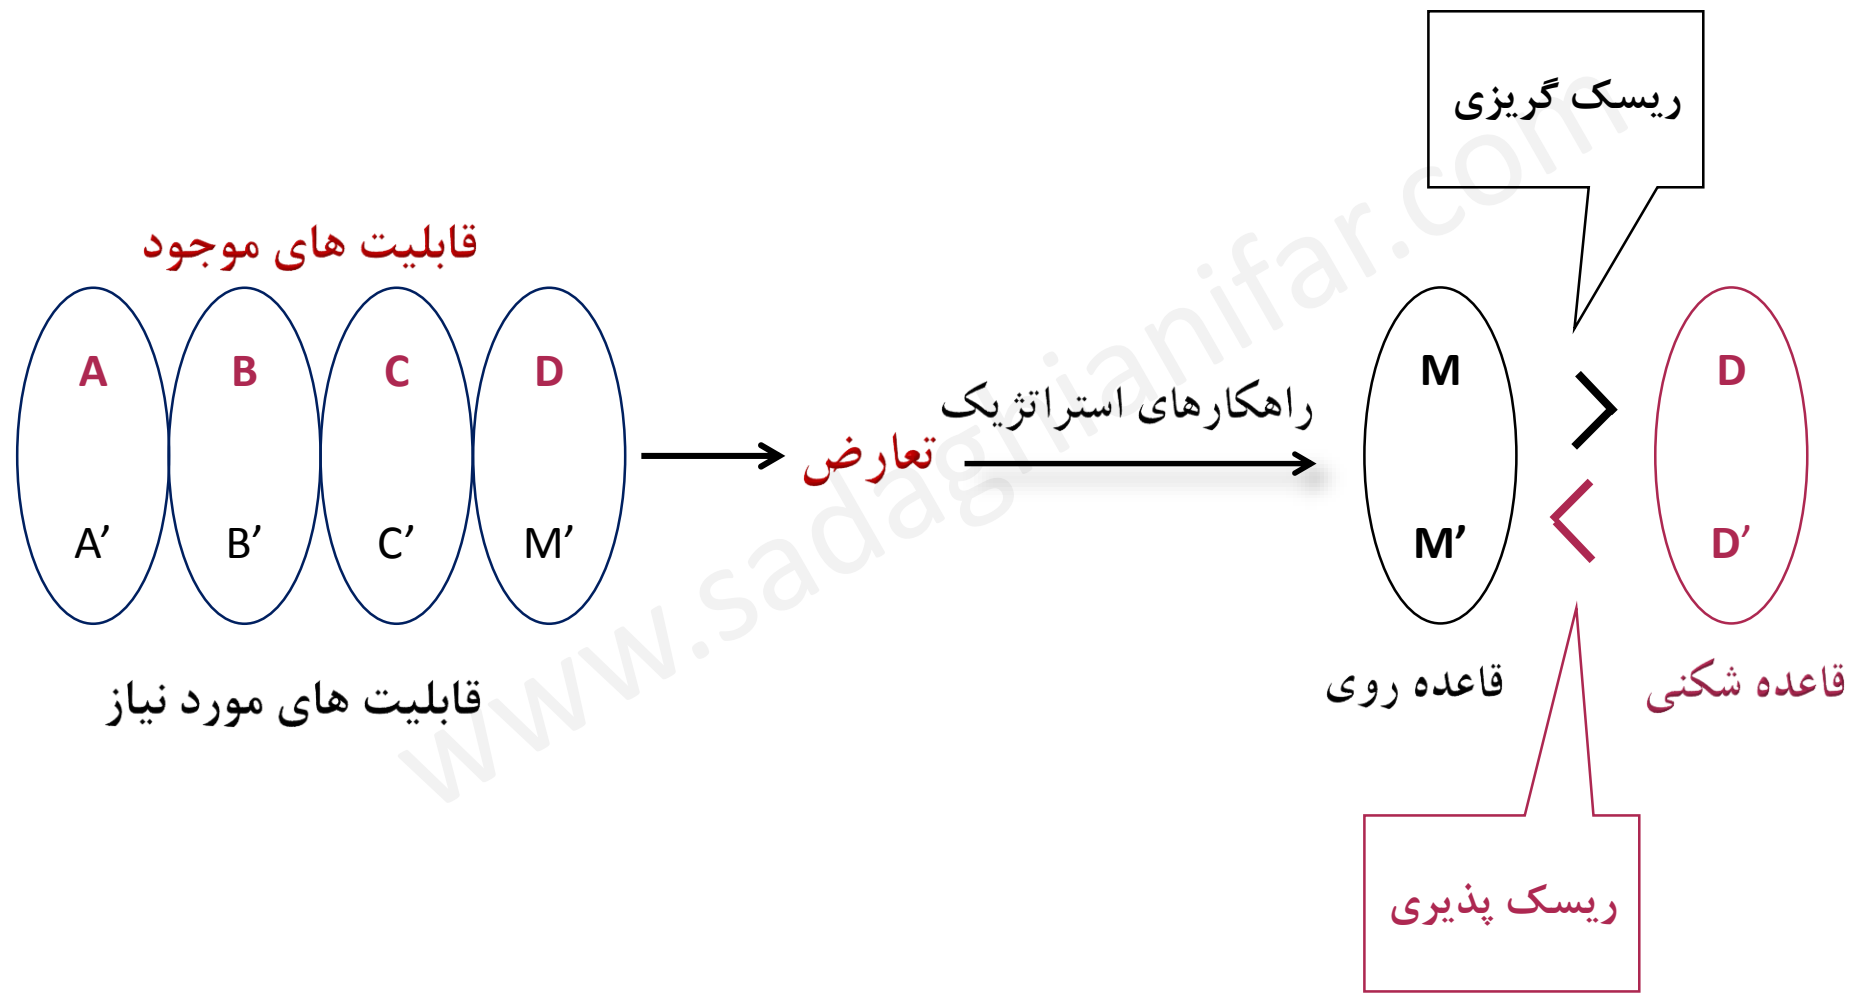 ریسک گریزی
قابلیت های موجود
A B C D
A’ B’ C’ M’
قابلیت های مورد نیاز
تعارض
راهکارهای استراتژیک
M > D
M’ < D’
قاعده روی
قاعده شکنی
ریسک پذیری
www.sadaghianifar.com